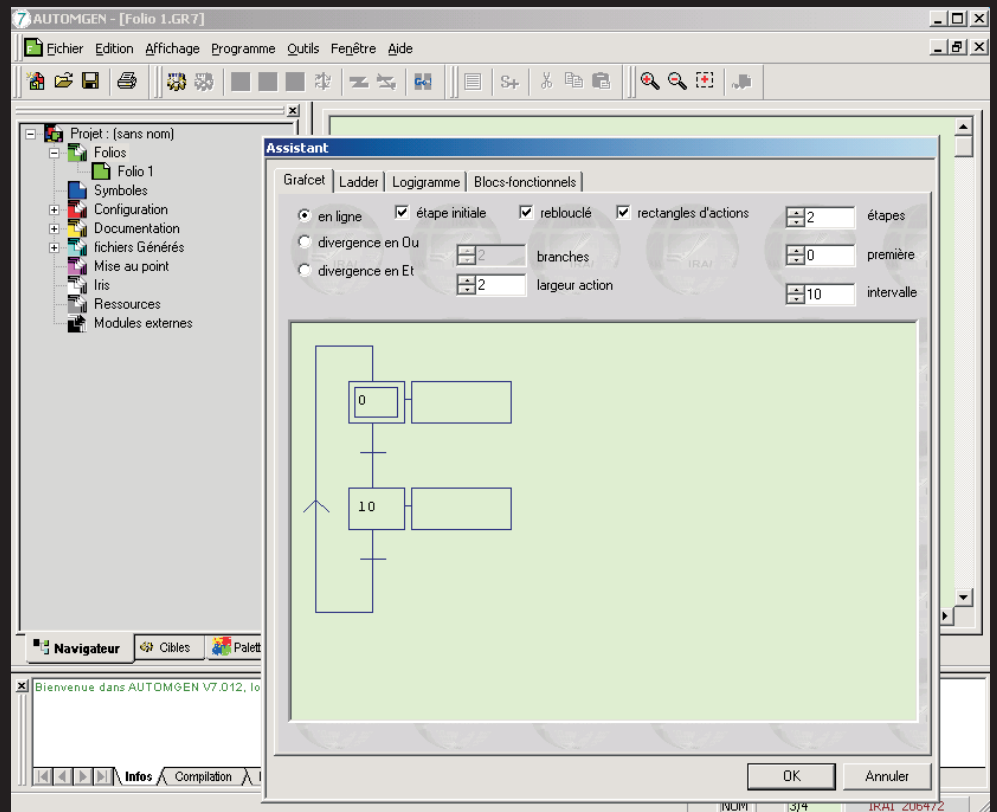 AUTOMGEN - [Folio 1.GR7]
Fichier Edition Affichage Programme Outils Fenêtre Aide
S+
Projet : (sans nom)
Folios
Folio 1
Symboles
Configuration
Documentation
fichiers Générés
Mise au point
Iris
Ressources
Modules externes
Navigateur Cibles Palett
Assistant
Grafcet Ladder Logigramme Blocs-fonctionnels
en ligne étape initiale rebouclé rectangles d'actions 2 étapes
divergence en Ou 2 branches 0 première
divergence en Et 2 largeur action 10 intervalle
IRAI IRAI
0
10
OK Annuler
Bienvenue dans AUTOMGEN V7.012, lo
Infos Compilation
NUM 3/4 IRAI 206472